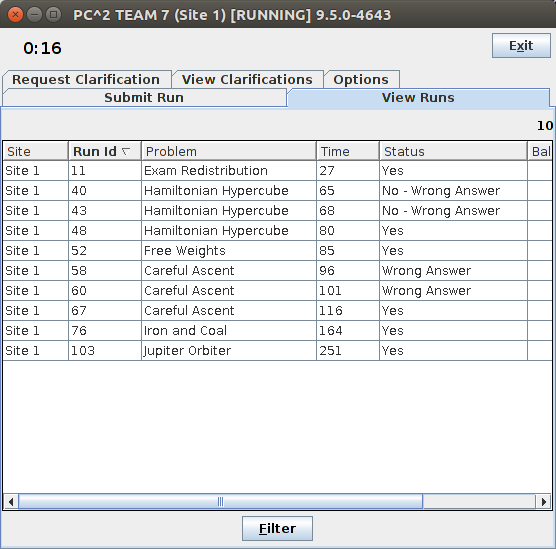 PC^2 TEAM 7 (Site 1) [RUNNING] 9.5.0-4643
0:16 Exit
Request Clarification View Clarifications Options
Submit Run View Runs
10
Site Run Id Problem Time Status Bal
Site 1 11 Exam Redistribution 27 Yes
Site 1 40 Hamiltonian Hypercube 65 No - Wrong Answer
Site 1 43 Hamiltonian Hypercube 68 No - Wrong Answer
Site 1 48 Hamiltonian Hypercube 80 Yes
Site 1 52 Free Weights 85 Yes
Site 1 58 Careful Ascent 96 Wrong Answer
Site 1 60 Careful Ascent 101 Wrong Answer
Site 1 67 Careful Ascent 116 Yes
Site 1 76 Iron and Coal 164 Yes
Site 1 103 Jupiter Orbiter 251 Yes
Filter